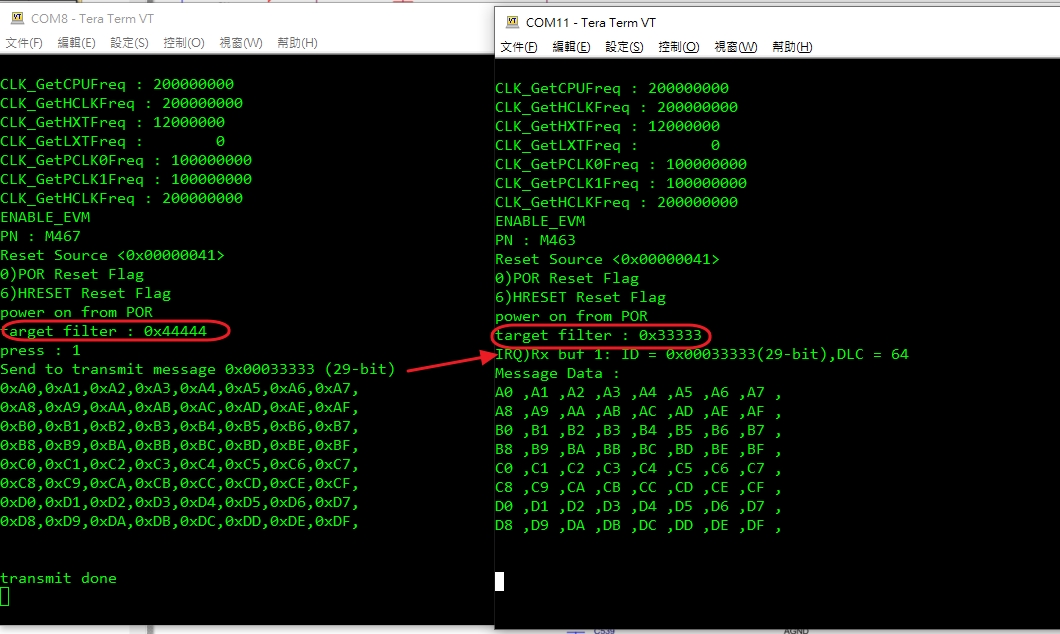 COM8 - Tera Term VT
文件(F) 編輯(E) 設定(S) 控制(O) 視窗(W) 幫助(H)
CLK_GetCPUFreq : 200000000
CLK_GetHCLKFreq : 200000000
CLK_GetHXTFreq : 12000000
CLK_GetLXTFreq :        0
CLK_GetPCLK0Freq : 100000000
CLK_GetPCLK1Freq : 100000000
CLK_GetHCLKFreq : 200000000
ENABLE_EVM
PN : M467
Reset Source <0x00000041>
0)POR Reset Flag
6)HRESET Reset Flag
power on from POR
target filter : 0x44444
press : 1
Send to transmit message 0x00033333 (29-bit)
0xA0,0xA1,0xA2,0xA3,0xA4,0xA5,0xA6,0xA7,
0xA8,0xA9,0xAA,0xAB,0xAC,0xAD,0xAE,0xAF,
0xB0,0xB1,0xB2,0xB3,0xB4,0xB5,0xB6,0xB7,
0xB8,0xB9,0xBA,0xBB,0xBC,0xBD,0xBE,0xBF,
0xC0,0xC1,0xC2,0xC3,0xC4,0xC5,0xC6,0xC7,
0xC8,0xC9,0xCA,0xCB,0xCC,0xCD,0xCE,0xCF,
0xD0,0xD1,0xD2,0xD3,0xD4,0xD5,0xD6,0xD7,
0xD8,0xD9,0xDA,0xDB,0xDC,0xDD,0xDE,0xDF,
transmit done
COM11 - Tera Term VT
文件(F) 編輯(E) 設定(S) 控制(O) 視窗(W) 幫助(H)
CLK_GetCPUFreq : 200000000
CLK_GetHCLKFreq : 200000000
CLK_GetHXTFreq : 12000000
CLK_GetLXTFreq :        0
CLK_GetPCLK0Freq : 100000000
CLK_GetPCLK1Freq : 100000000
CLK_GetHCLKFreq : 200000000
ENABLE_EVM
PN : M463
Reset Source <0x00000041>
0)POR Reset Flag
6)HRESET Reset Flag
power on from POR
target filter : 0x33333
IRQ)Rx buf 1: ID = 0x00033333(29-bit),DLC = 64
Message Data :
A0 ,A1 ,A2 ,A3 ,A4 ,A5 ,A6 ,A7 ,
A8 ,A9 ,AA ,AB ,AC ,AD ,AE ,AF ,
B0 ,B1 ,B2 ,B3 ,B4 ,B5 ,B6 ,B7 ,
B8 ,B9 ,BA ,BB ,BC ,BD ,BE ,BF ,
C0 ,C1 ,C2 ,C3 ,C4 ,C5 ,C6 ,C7 ,
C8 ,C9 ,CA ,CB ,CC ,CD ,CE ,CF ,
D0 ,D1 ,D2 ,D3 ,D4 ,D5 ,D6 ,D7 ,
D8 ,D9 ,DA ,DB ,DC ,DD ,DE ,DF ,